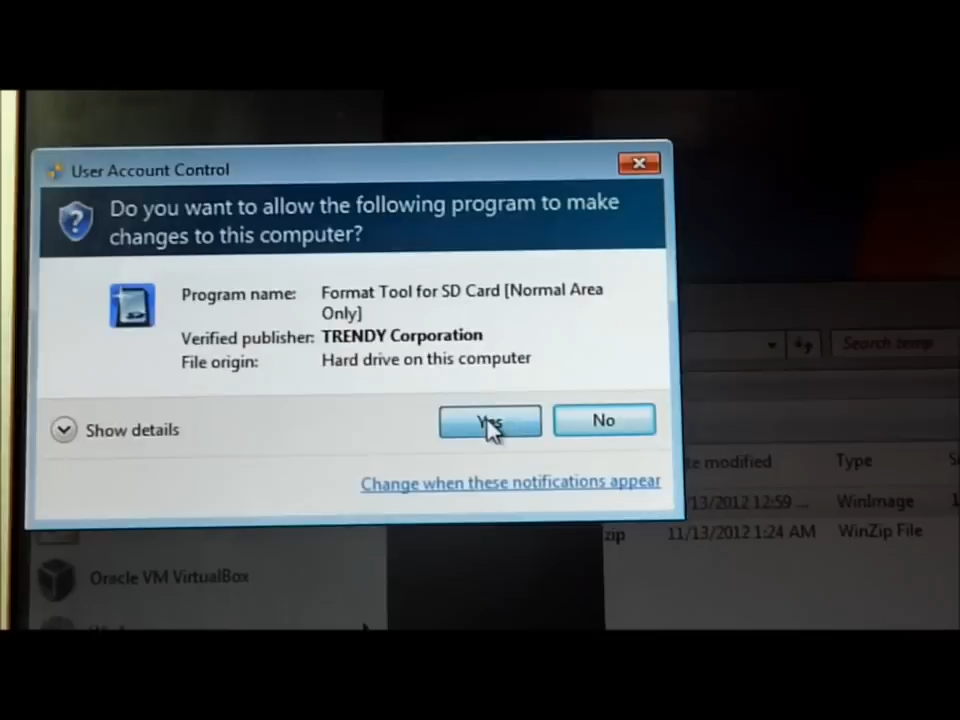 User Account Control
Do you want to allow the following program to make
changes to this computer?
Program name: Format Tool for SD Card [Normal Area
Only]
Verified publisher: TRENDY Corporation
File origin: Hard drive on this computer
Show details
Yes
No
Change when these notifications appear
Search temp
te modified Type
/13/2012 12:59 ... WinImage
zip 11/13/2012 1:24 AM WinZip File
Oracle VM VirtualBox